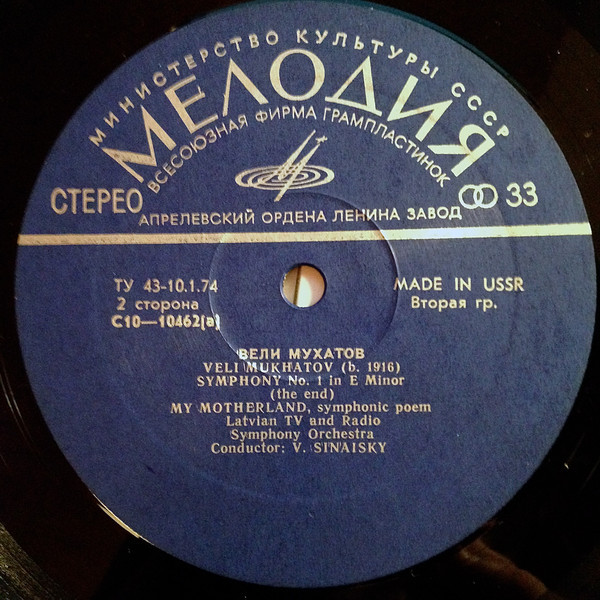 МИНИСТЕРСТВО КУЛЬТУРЫ СССР
МЕЛОДИЯ
ВСЕСОЮЗНАЯ ФИРМА ГРАМПЛАСТИНОК
СТЕРЕО
33
АПРЕЛЕВСКИЙ ОРДЕНА ЛЕНИНА ЗАВОД
ТУ 43-10.1.74
MADE IN USSR
2 сторона
Вторая гр.
С10—10462(а)
ВЕЛИ МУХАТОВ
VELI MUKHATOV (b. 1916)
SYMPHONY No. 1 in E Minor
(the end)
MY MOTHERLAND, symphonic poem
Latvian TV and Radio
Symphony Orchestra
Conductor: V. SINAISKY